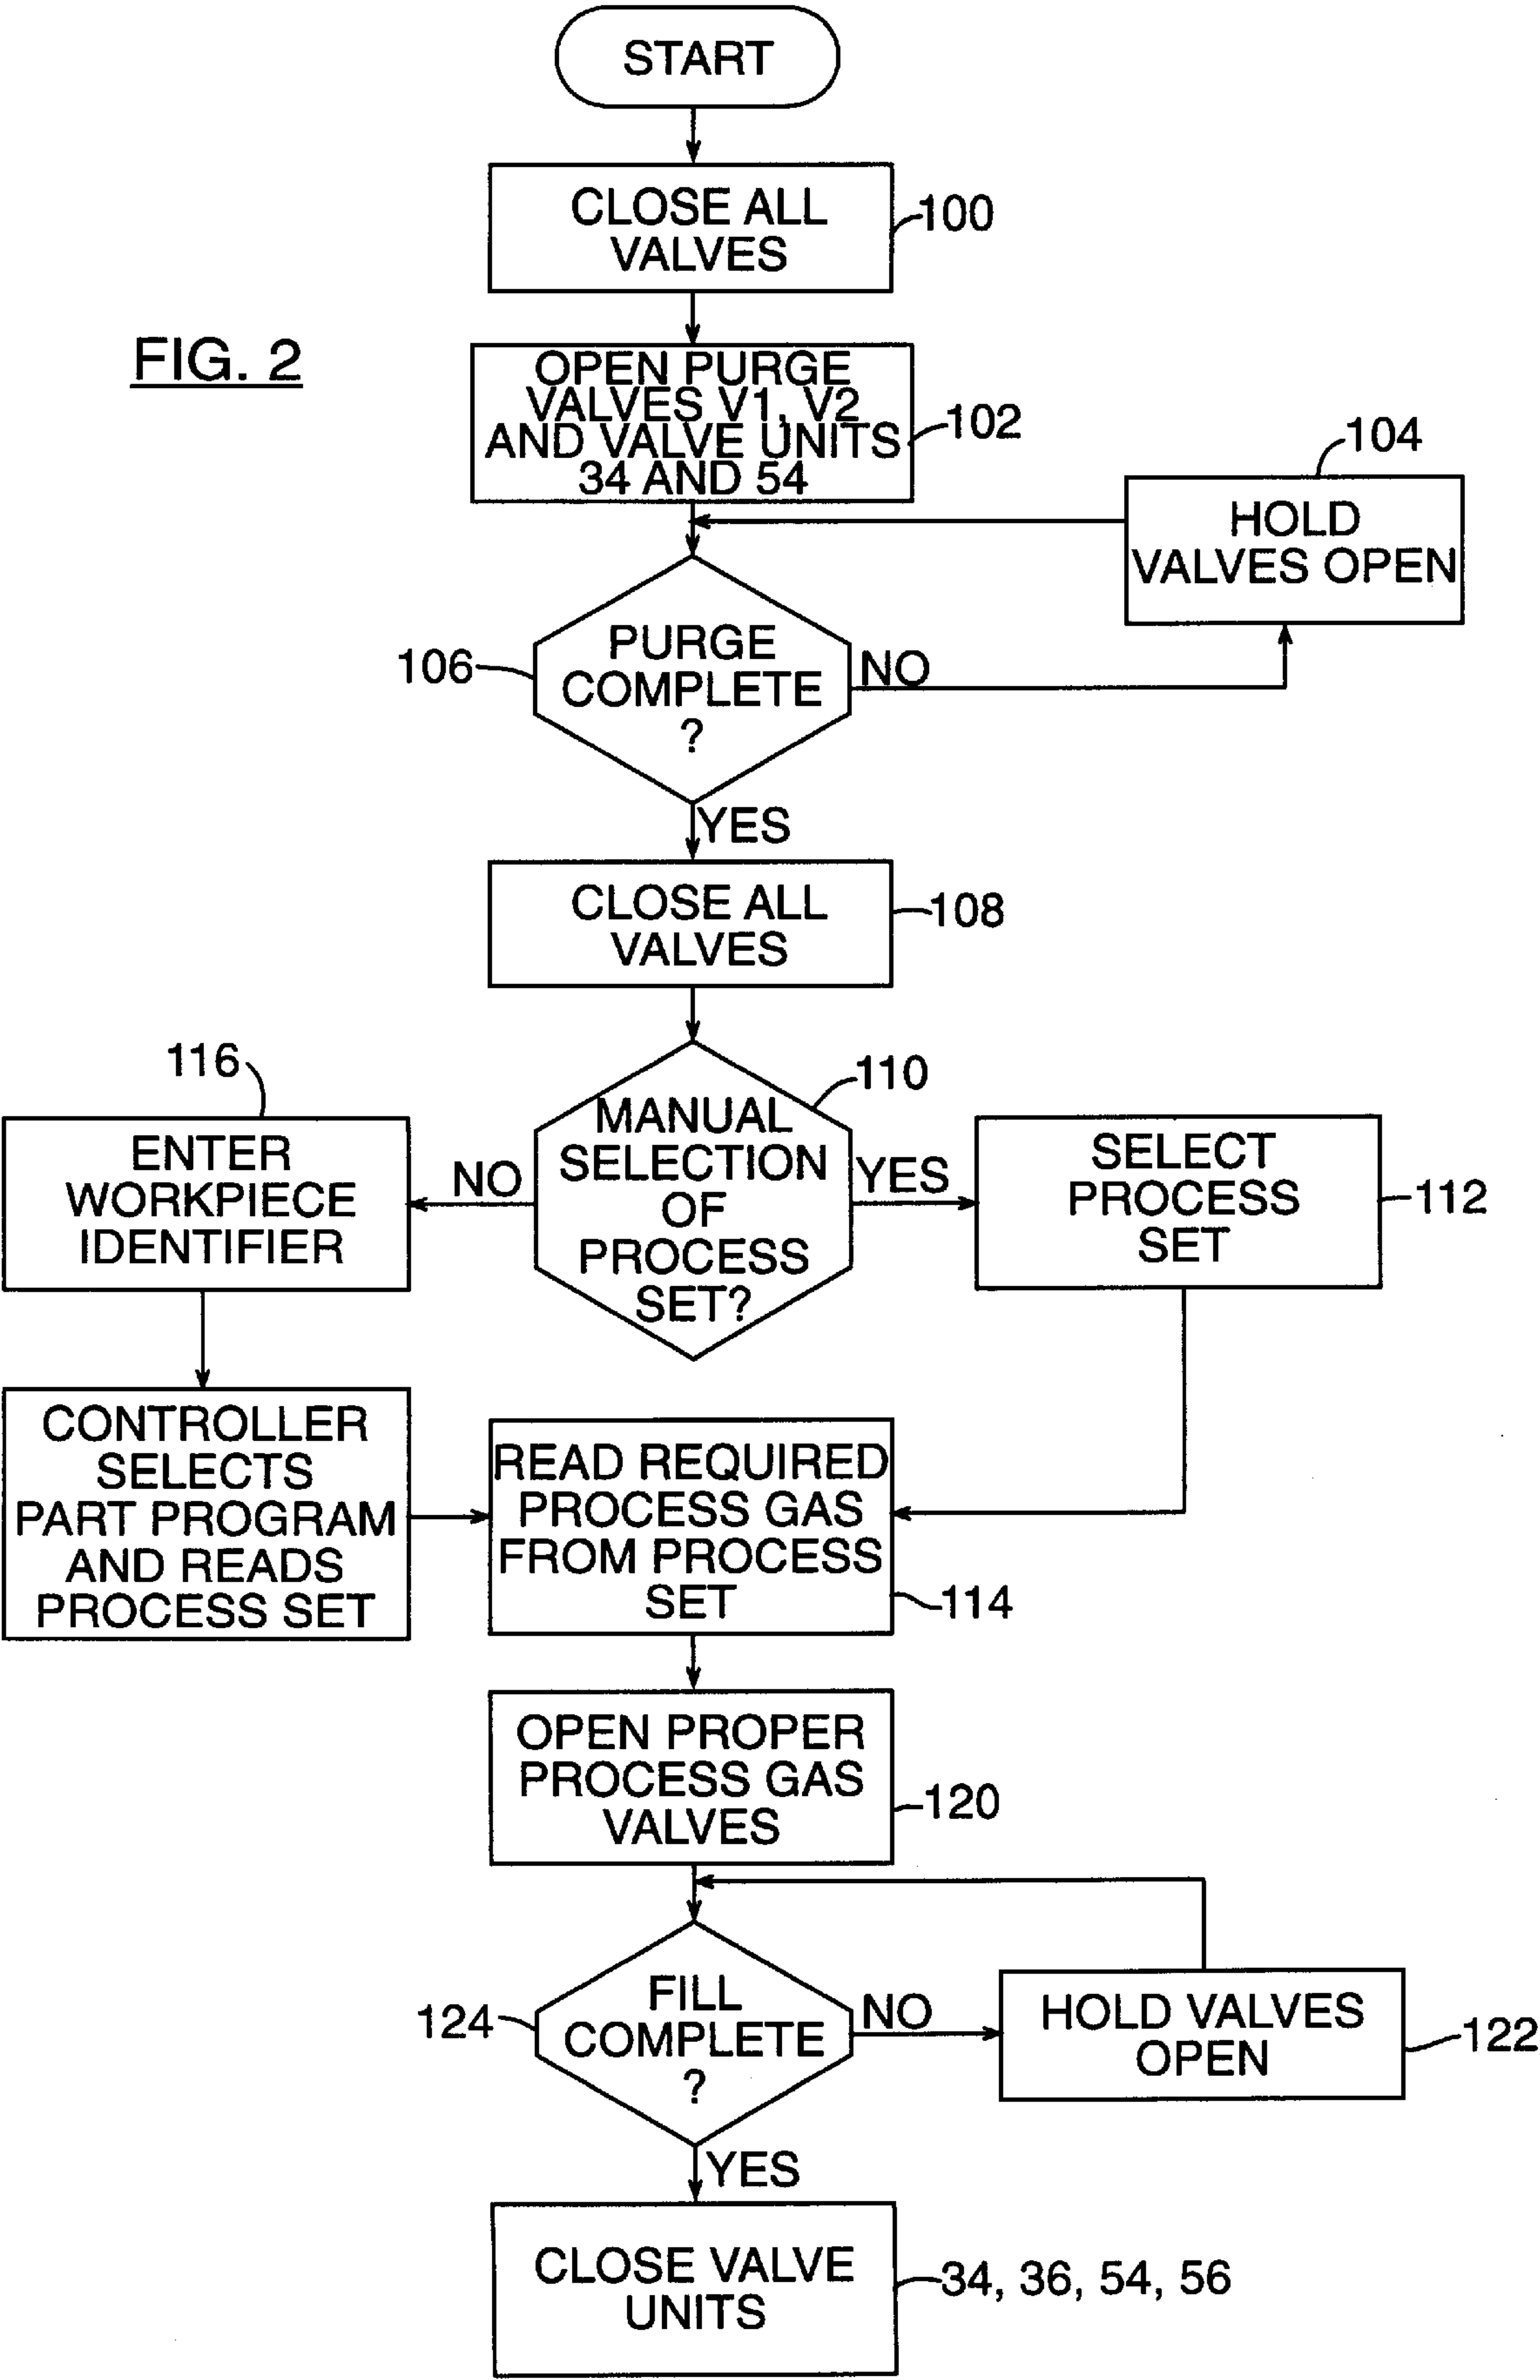 START
CLOSE ALL
VALVES
100
FIG. 2
OPEN PURGE
VALVES V1, V2
AND VALVE UNITS
34 AND 54
102
104
HOLD
VALVES OPEN
106
PURGE
COMPLETE
?
NO
YES
CLOSE ALL
VALVES
108
116
110
ENTER
WORKPIECE
IDENTIFIER
NO
MANUAL
SELECTION
OF
PROCESS
SET?
YES
SELECT
PROCESS
SET
112
CONTROLLER
SELECTS
PART PROGRAM
AND READS
PROCESS SET
READ REQUIRED
PROCESS GAS
FROM PROCESS
SET
114
OPEN PROPER
PROCESS GAS
VALVES
120
124
FILL
COMPLETE
?
NO
HOLD VALVES
OPEN
122
YES
CLOSE VALVE
UNITS
34, 36, 54, 56